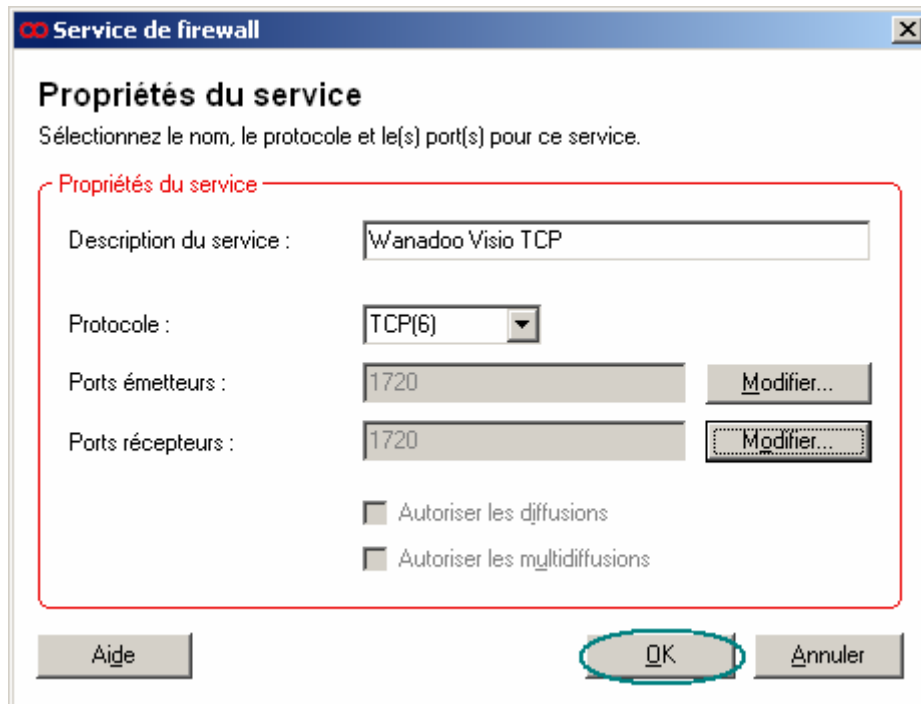 Service de firewall
Propriétés du service
Sélectionnez le nom, le protocole et le(s) port(s) pour ce service.
Propriétés du service
Description du service : Wanadoo Visio TCP
Protocole : TCP(6)
Ports émetteurs : 1720 Modifier...
Ports récepteurs : 1720 Modifier...
Autoriser les diffusions
Autoriser les multidiffusions
Aide OK Annuler